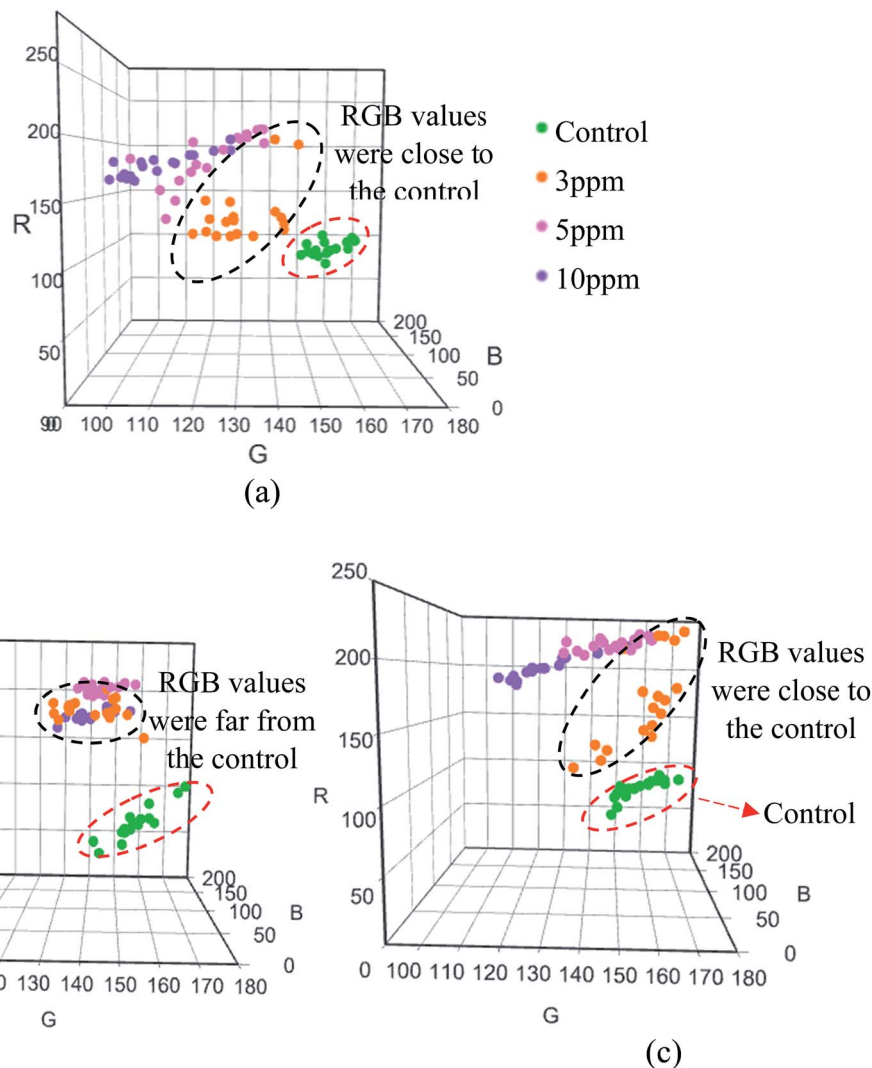 250
200
150
R
100
50
90
0
100 110 120 130 140 150 160 170 180
G
200
150
100
B
50
0
RGB values
were close to
the control
Control
3ppm
5ppm
10ppm
(a)
RGB values
were far from
the control
200
150
100
B
50
0
0 130 140 150 160 170 180
G
250
200
150
R
100
50
0 100 110 120 130 140 150 160 170 180
G
200
150
100
B
50
0
RGB values
were close to
the control
Control
(c)